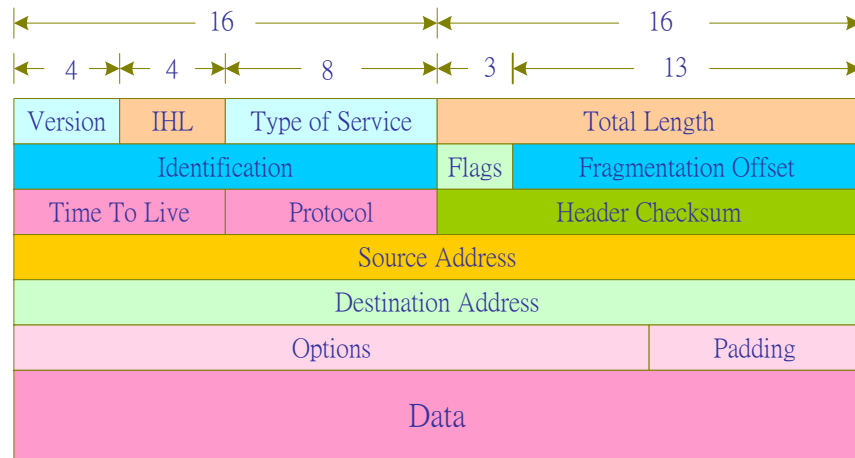 16 16
4 4 8 3 13
Version IHL Type of Service Total Length
Identification Flags Fragmentation Offset
Time To Live Protocol Header Checksum
Source Address
Destination Address
Options Padding
Data